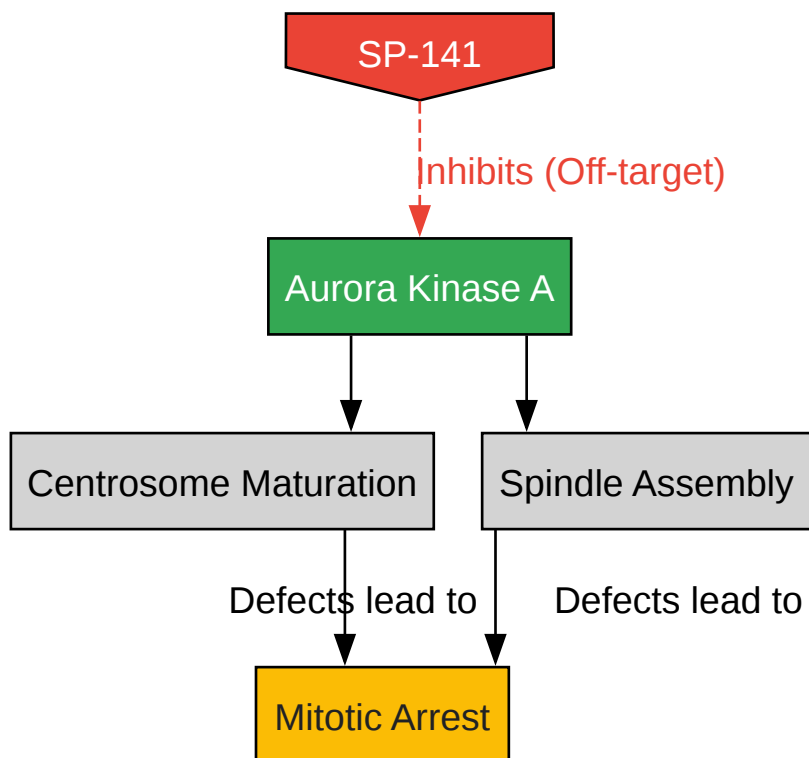 SP-141
Inhibits (Off-target)
Aurora Kinase A
Centrosome Maturation
Spindle Assembly
Defects lead to
Defects lead to
Mitotic Arrest